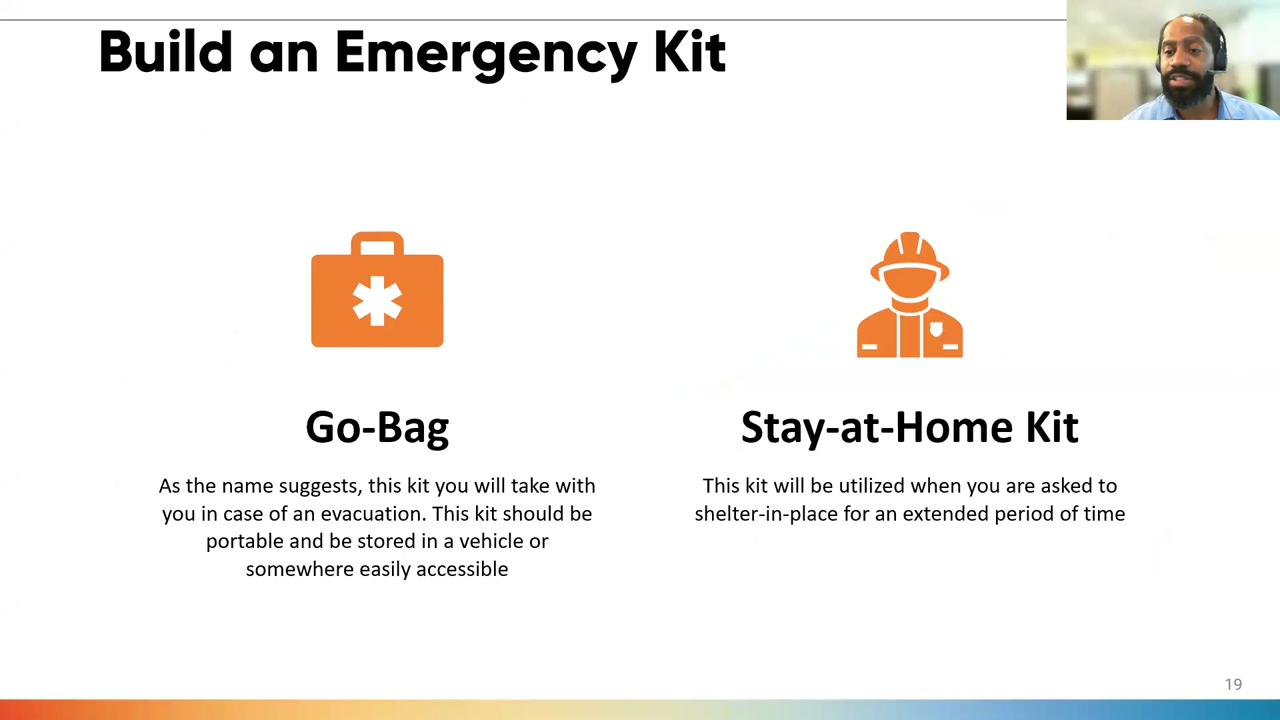 Build an Emergency Kit
Go-Bag
As the name suggests, this kit you will take with
you in case of an evacuation. This kit should be
portable and be stored in a vehicle or
somewhere easily accessible
Stay-at-Home Kit
This kit will be utilized when you are asked to
shelter-in-place for an extended period of time
19